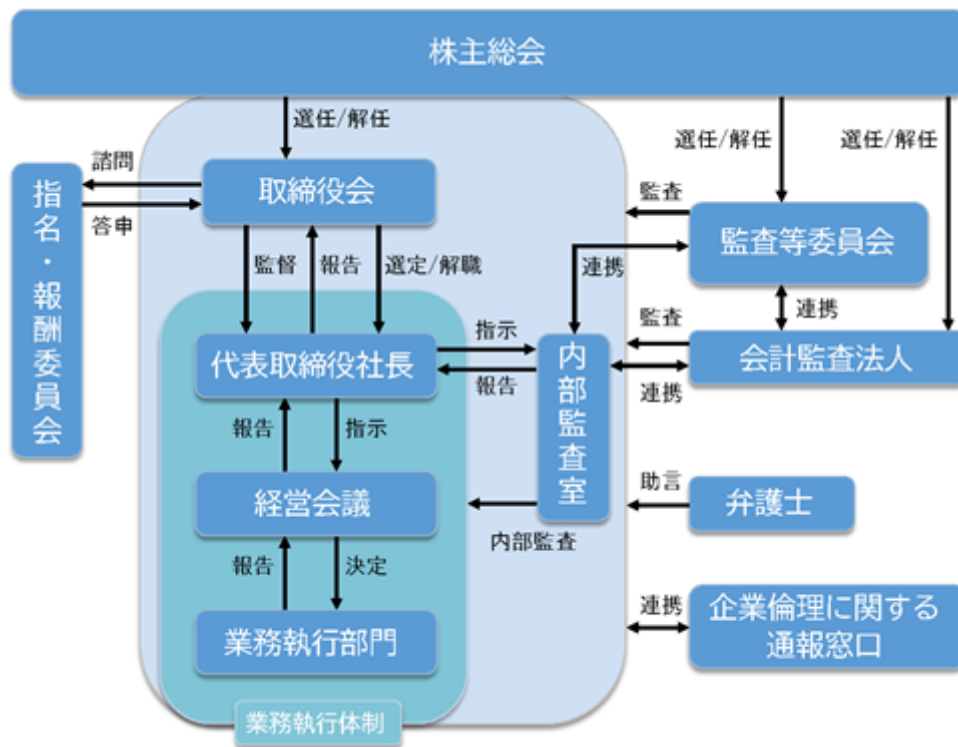 株主総会
選任/解任
選任/解任
選任/解任
諮問
答申
指名・報酬委員会
取締役会
監査
監査等委員会
監督
報告
選定/解職
連携
連携
代表取締役社長
指示
報告
内部監査室
監査
連携
会計監査法人
報告
指示
経営会議
内部監査
助言
弁護士
報告
決定
業務執行部門
連携
企業倫理に関する
通報窓口
業務執行体制